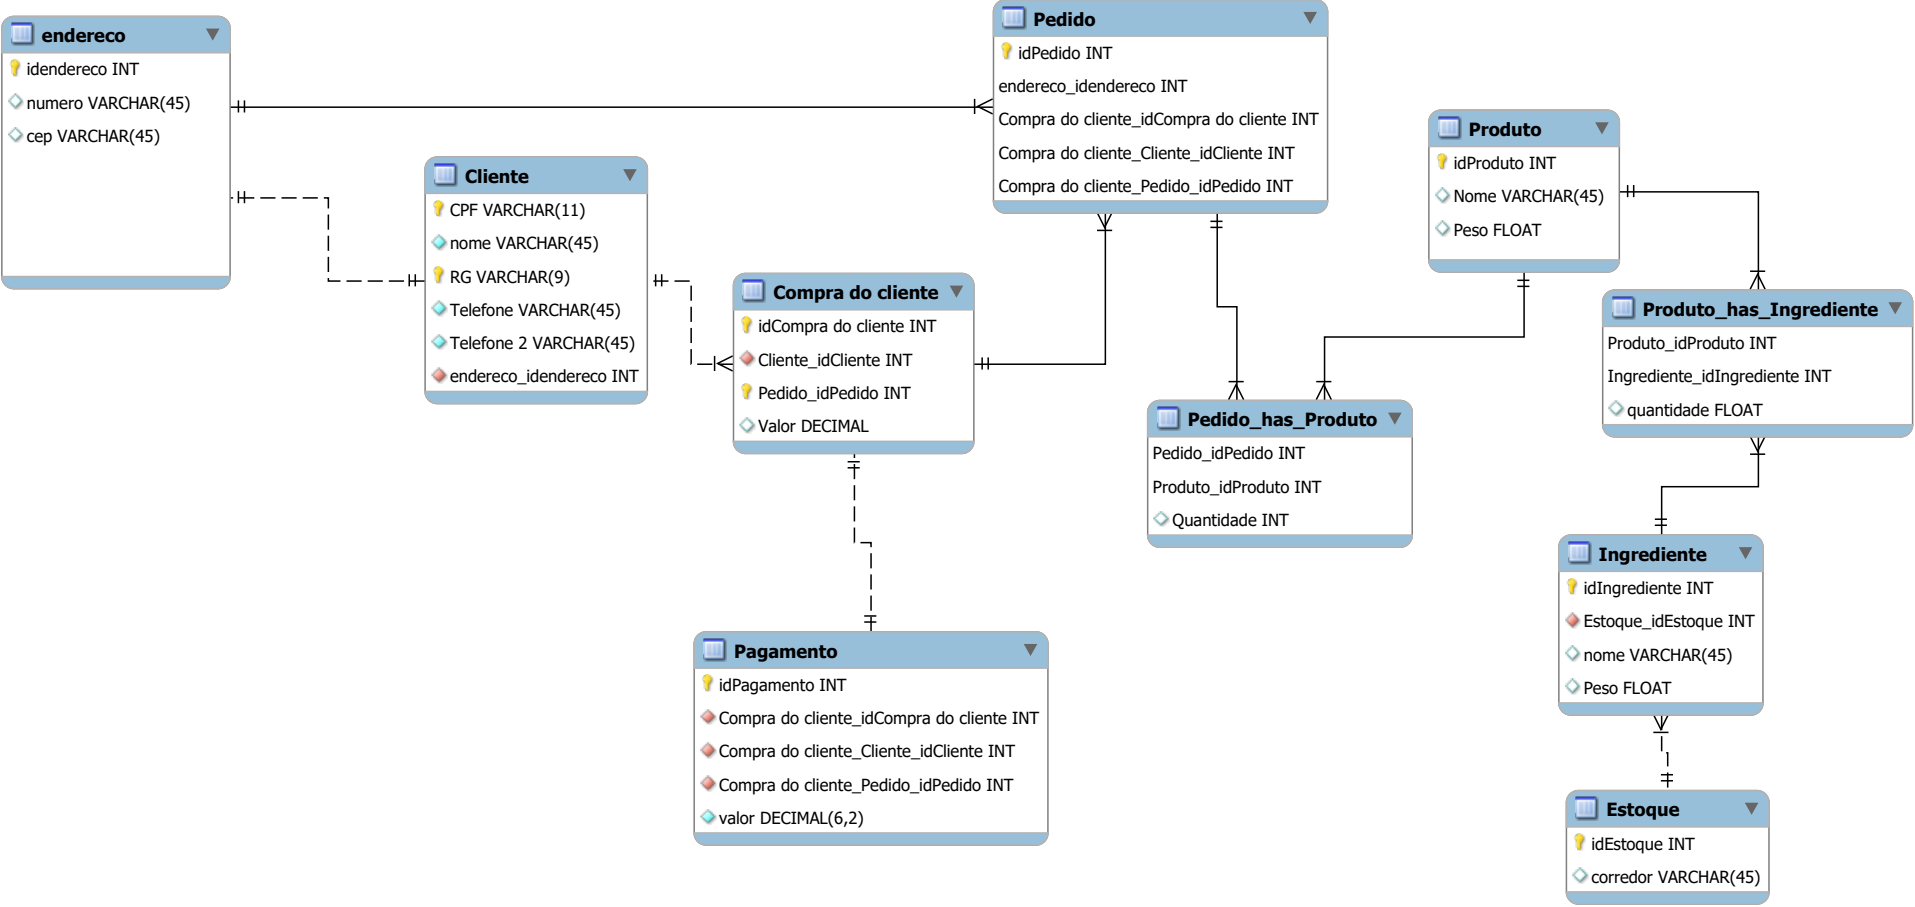 endereco
idendereco INT
numero VARCHAR(45)
cep VARCHAR(45)
Cliente
CPF VARCHAR(11)
nome VARCHAR(45)
RG VARCHAR(9)
Telefone VARCHAR(45)
Telefone 2 VARCHAR(45)
endereco_idendereco INT
Compra do cliente
idCompra do cliente INT
Cliente_idCliente INT
Pedido_idPedido INT
Valor DECIMAL
Pagamento
idPagamento INT
Compra do cliente_idCompra do cliente INT
Compra do cliente_Cliente_idCliente INT
Compra do cliente_Pedido_idPedido INT
valor DECIMAL(6,2)
Pedido
idPedido INT
endereco_idendereco INT
Compra do cliente_idCompra do cliente INT
Compra do cliente_Cliente_idCliente INT
Compra do cliente_Pedido_idPedido INT
Pedido_has_Produto
Pedido_idPedido INT
Produto_idProduto INT
Quantidade INT
Produto
idProduto INT
Nome VARCHAR(45)
Peso FLOAT
Produto_has_Ingrediente
Produto_idProduto INT
Ingrediente_idIngrediente INT
quantidade FLOAT
Ingrediente
idIngrediente INT
Estoque_idEstoque INT
nome VARCHAR(45)
Peso FLOAT
Estoque
idEstoque INT
corredor VARCHAR(45)